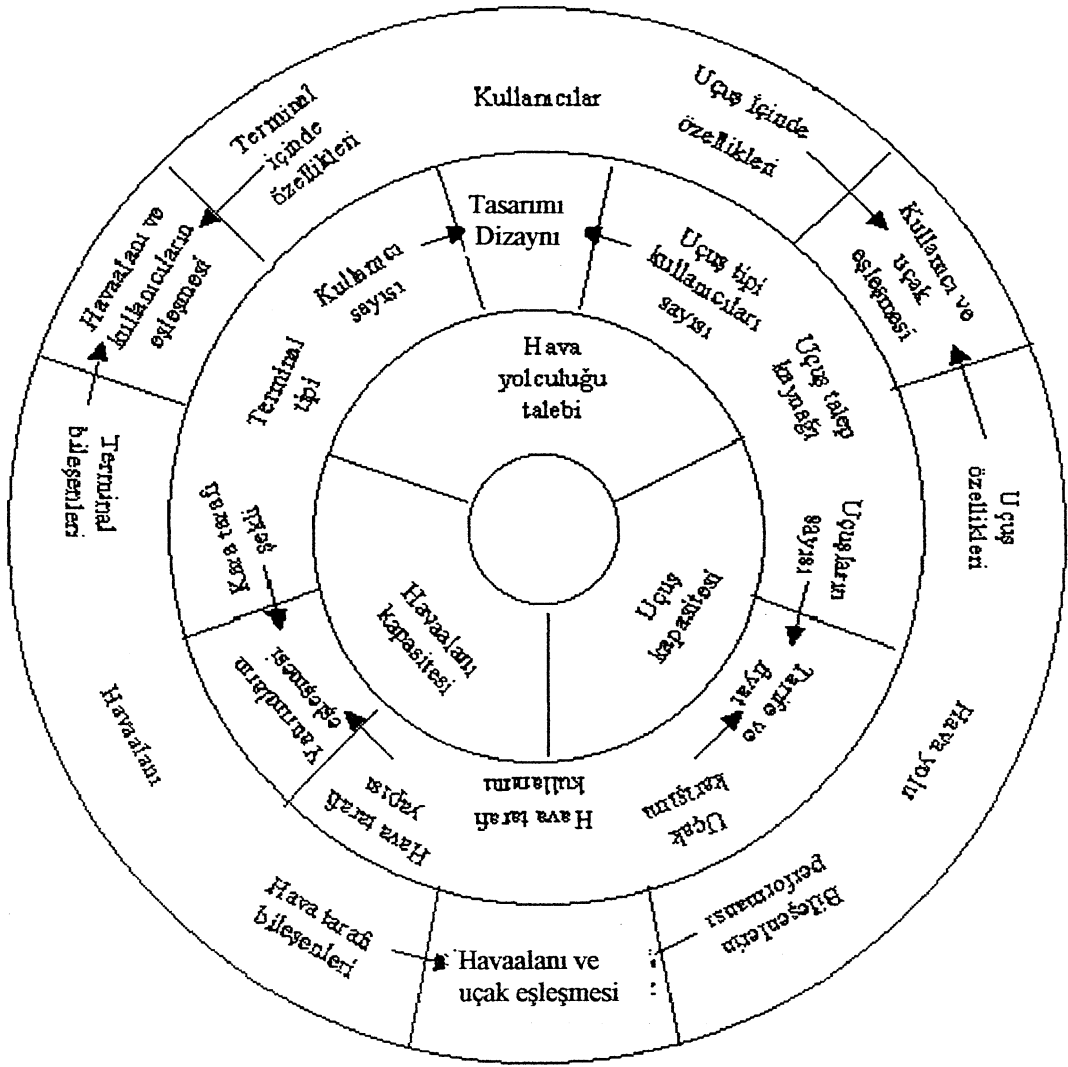 Kullanıcılar
Uçuş İçinde
özellikleri
Kullanıcı ve
uçak
eşleşmesi
Uçuş
özellikleri
Hava yolu
Bileşenlerin
performansı
Havaalanı ve
uçak eşleşmesi
Hava tarafı
bileşenleri
Havaalanı
Terminal
bileşenleri
Havaalanı ve
kullanıcıların
eşleşmesi
Terminal
içinde
özellikleri
Tasarımı
Dizaynı
Uçuş tipi
kullanıcıları
sayısı
Uçuş talep
kaynağı
Uçuşların
sayısı
Tarife ve
fiyat
Uçak
karışımı
Hava tarafı
kullanımı
Hava tarafı
yapısı
Yatırımların
eşleşmesi
Kara tarafı
şekli
Terminal
tipi
Kullanıcı
sayısı
Hava
yolculuğu
talebi
Uçuş
kapasitesi
Havaalanı
kapasitesi